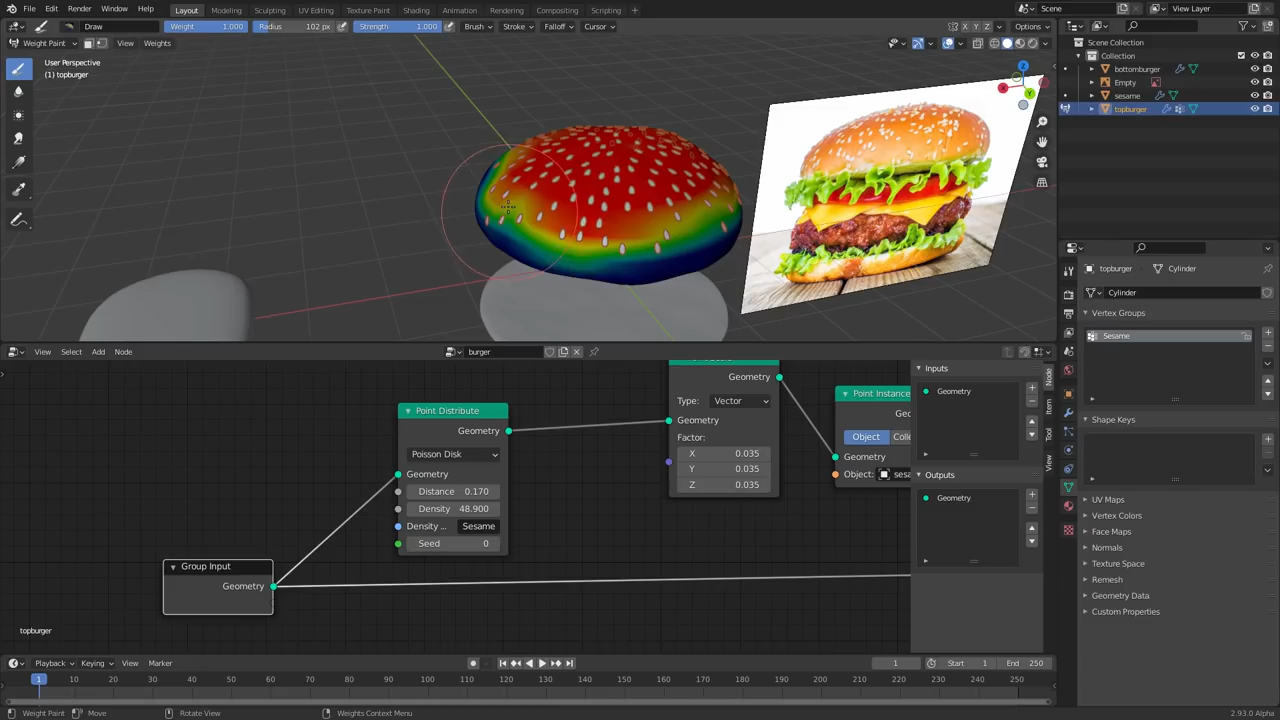 File Edit Render Window Help Layout Modeling Sculpting UV Editing Texture Paint Shading Animation Rendering Compositing Scripting + Scene View Layer
Draw Weight 1.000 Radius 102 px Strength 1.000 Brush Stroke Falloff Cursor X Y Z Options
Weight Paint View Weights
User Perspective
(1) topburger
Z
X
Y
Scene Collection
Collection
bottomburger
Empty
sesame
topburger
topburger Cylinder
Cylinder
Vertex Groups
Sesame
Shape Keys
UV Maps
Vertex Colors
Face Maps
Normals
Texture Space
Remesh
Geometry Data
Custom Properties
View Select Add Node burger
Geometry
Type: Vector
Geometry
Factor:
X 0.035
Y 0.035
Z 0.035
Point Instance
Object
Geometry
Object:
Point Distribute
Geometry
Poisson Disk
Geometry
Distance 0.170
Density 48.900
Density ... Sesame
Seed 0
Group Input
Geometry
Inputs
Geometry
Outputs
Geometry
Node
Item
Tool
View
topburger
Playback Keying View Marker 1 Start 1 End 250
1 10 20 30 40 50 60 70 80 90 100 110 120 130 140 150 160 170 180 190 200 210 220 230 240 250
Weight Paint Move Rotate View Weights Context Menu 2.93.0 Alpha